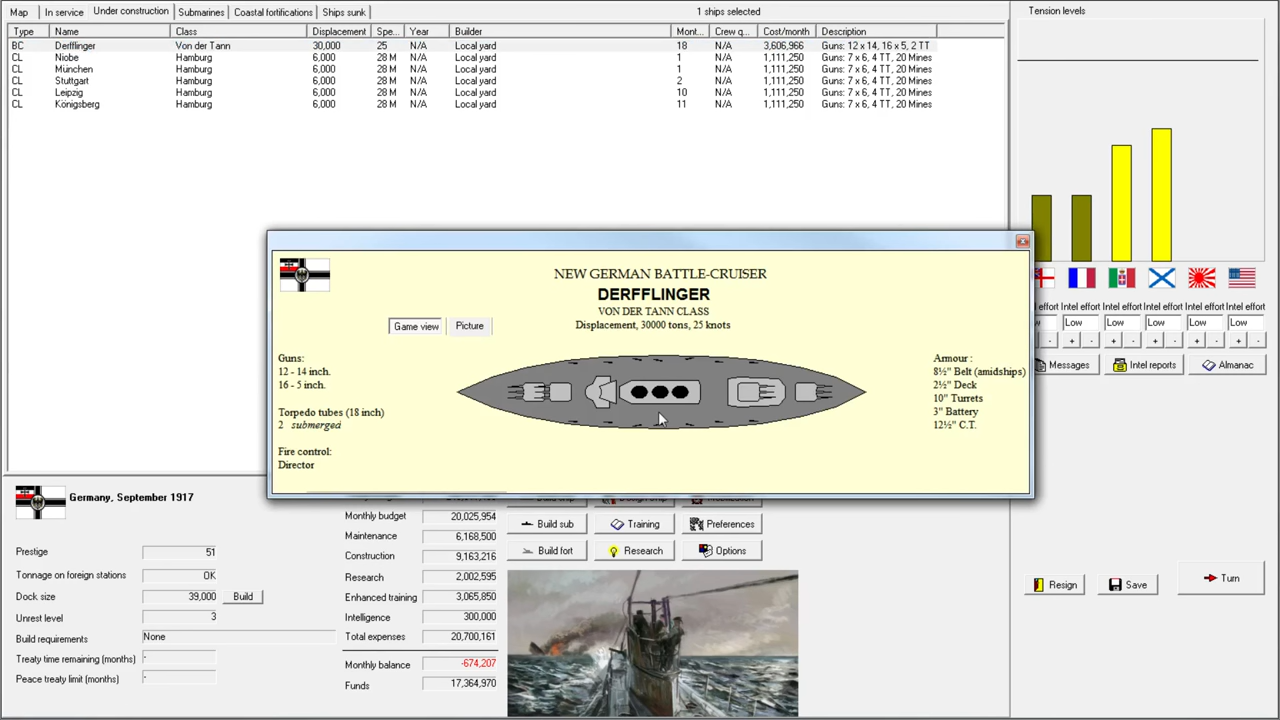 Map In service Under construction Submarines Coastal fortifications Ships sunk 1 ships selected Tension levels
Type Name Class Displacement Spe... Year Builder Mont... Crew q... Cost/month Description
BC Derfflinger Von der Tann 30,000 25 N/A Local yard 18 N/A 3,606,966 Guns: 12 x 14, 16 x 5, 2 TT
CL Niobe Hamburg 6,000 28 M N/A Local yard 1 N/A 1,111,250 Guns: 7 x 6, 4 TT, 20 Mines
CL München Hamburg 6,000 28 M N/A Local yard 1 N/A 1,111,250 Guns: 7 x 6, 4 TT, 20 Mines
CL Stuttgart Hamburg 6,000 28 M N/A Local yard 2 N/A 1,111,250 Guns: 7 x 6, 4 TT, 20 Mines
CL Leipzig Hamburg 6,000 28 M N/A Local yard 10 N/A 1,111,250 Guns: 7 x 6, 4 TT, 20 Mines
CL Königsberg Hamburg 6,000 28 M N/A Local yard 11 N/A 1,111,250 Guns: 7 x 6, 4 TT, 20 Mines
NEW GERMAN BATTLE-CRUISER
DERFFLINGER
VON DER TANN CLASS
Displacement, 30000 tons, 25 knots
Game view Picture
Guns:
12 - 14 inch.
16 - 5 inch.
Torpedo tubes (18 inch)
2 submerged
Fire control:
Director
Armour :
8½" Belt (amidships)
2½" Deck
10" Turrets
3" Battery
12½" C.T.
Intel effort Intel effort Intel effort Intel effort Intel effort
Low Low Low Low Low
- + - + - + - + - + -
Messages Intel reports Almanac
Germany, September 1917
Prestige 51
Tonnage on foreign stations OK
Dock size 39,000 Build
Unrest level 3
Build requirements None
Treaty time remaining (months) -
Peace treaty limit (months) -
Monthly budget 20,025,954
Maintenance 6,168,500
Construction 9,163,216
Research 2,002,595
Enhanced training 3,065,850
Intelligence 300,000
Total expenses 20,700,161
Monthly balance -674,207
Funds 17,364,970
Build sub Training Preferences
Build fort Research Options
Resign Save Turn